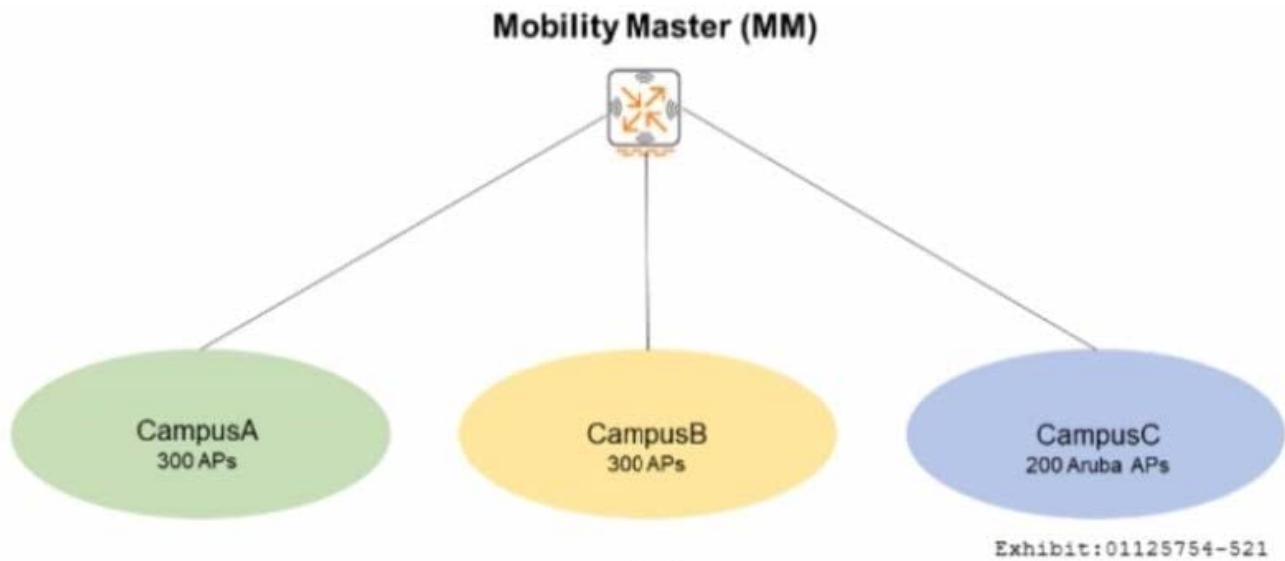 Mobility Master (MM)
CampusA
300 APs
CampusB
300 APs
CampusC
200 Aruba APs
Exhibit:01125754-521